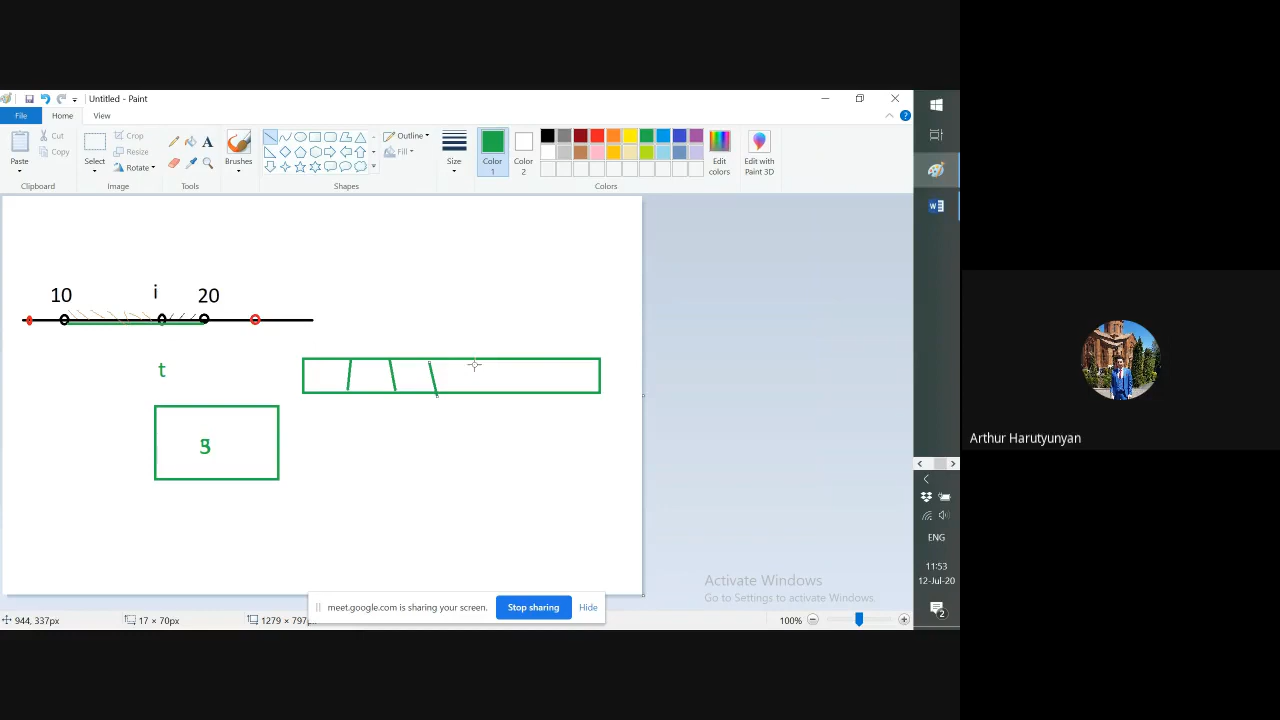 Untitled - Paint
File
Home
View
Paste
Cut
Copy
Clipboard
Select
Crop
Resize
Rotate
Image
Tools
Brushes
Outline
Fill
Shapes
Size
Color
1
Color
2
Edit
colors
Edit with
Paint 3D
Colors
10
i
20
t
Arthur Harutyunyan
ENG
11:53
12-Jul-20
2
Activate Windows
Go to Settings to activate Windows.
meet.google.com is sharing your screen.
Stop sharing
Hide
944, 337px
17 × 70px
1279 × 797px
100%